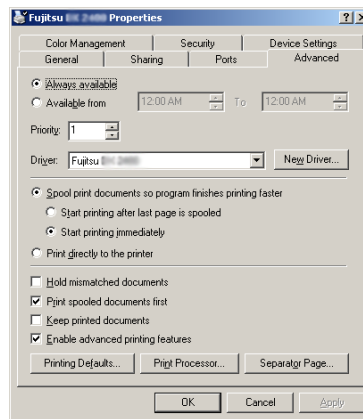 Fujitsu Properties
Color Management Security Device Settings
General Sharing Ports Advanced
Always available
Available from 12:00 AM To 12:00 AM
Priority: 1
Driver: Fujitsu New Driver...
Spool print documents so program finishes printing faster
Start printing after last page is spooled
Start printing immediately
Print directly to the printer
Hold mismatched documents
Print spooled documents first
Keep printed documents
Enable advanced printing features
Printing Defaults... Print Processor... Separator Page...
OK Cancel Apply